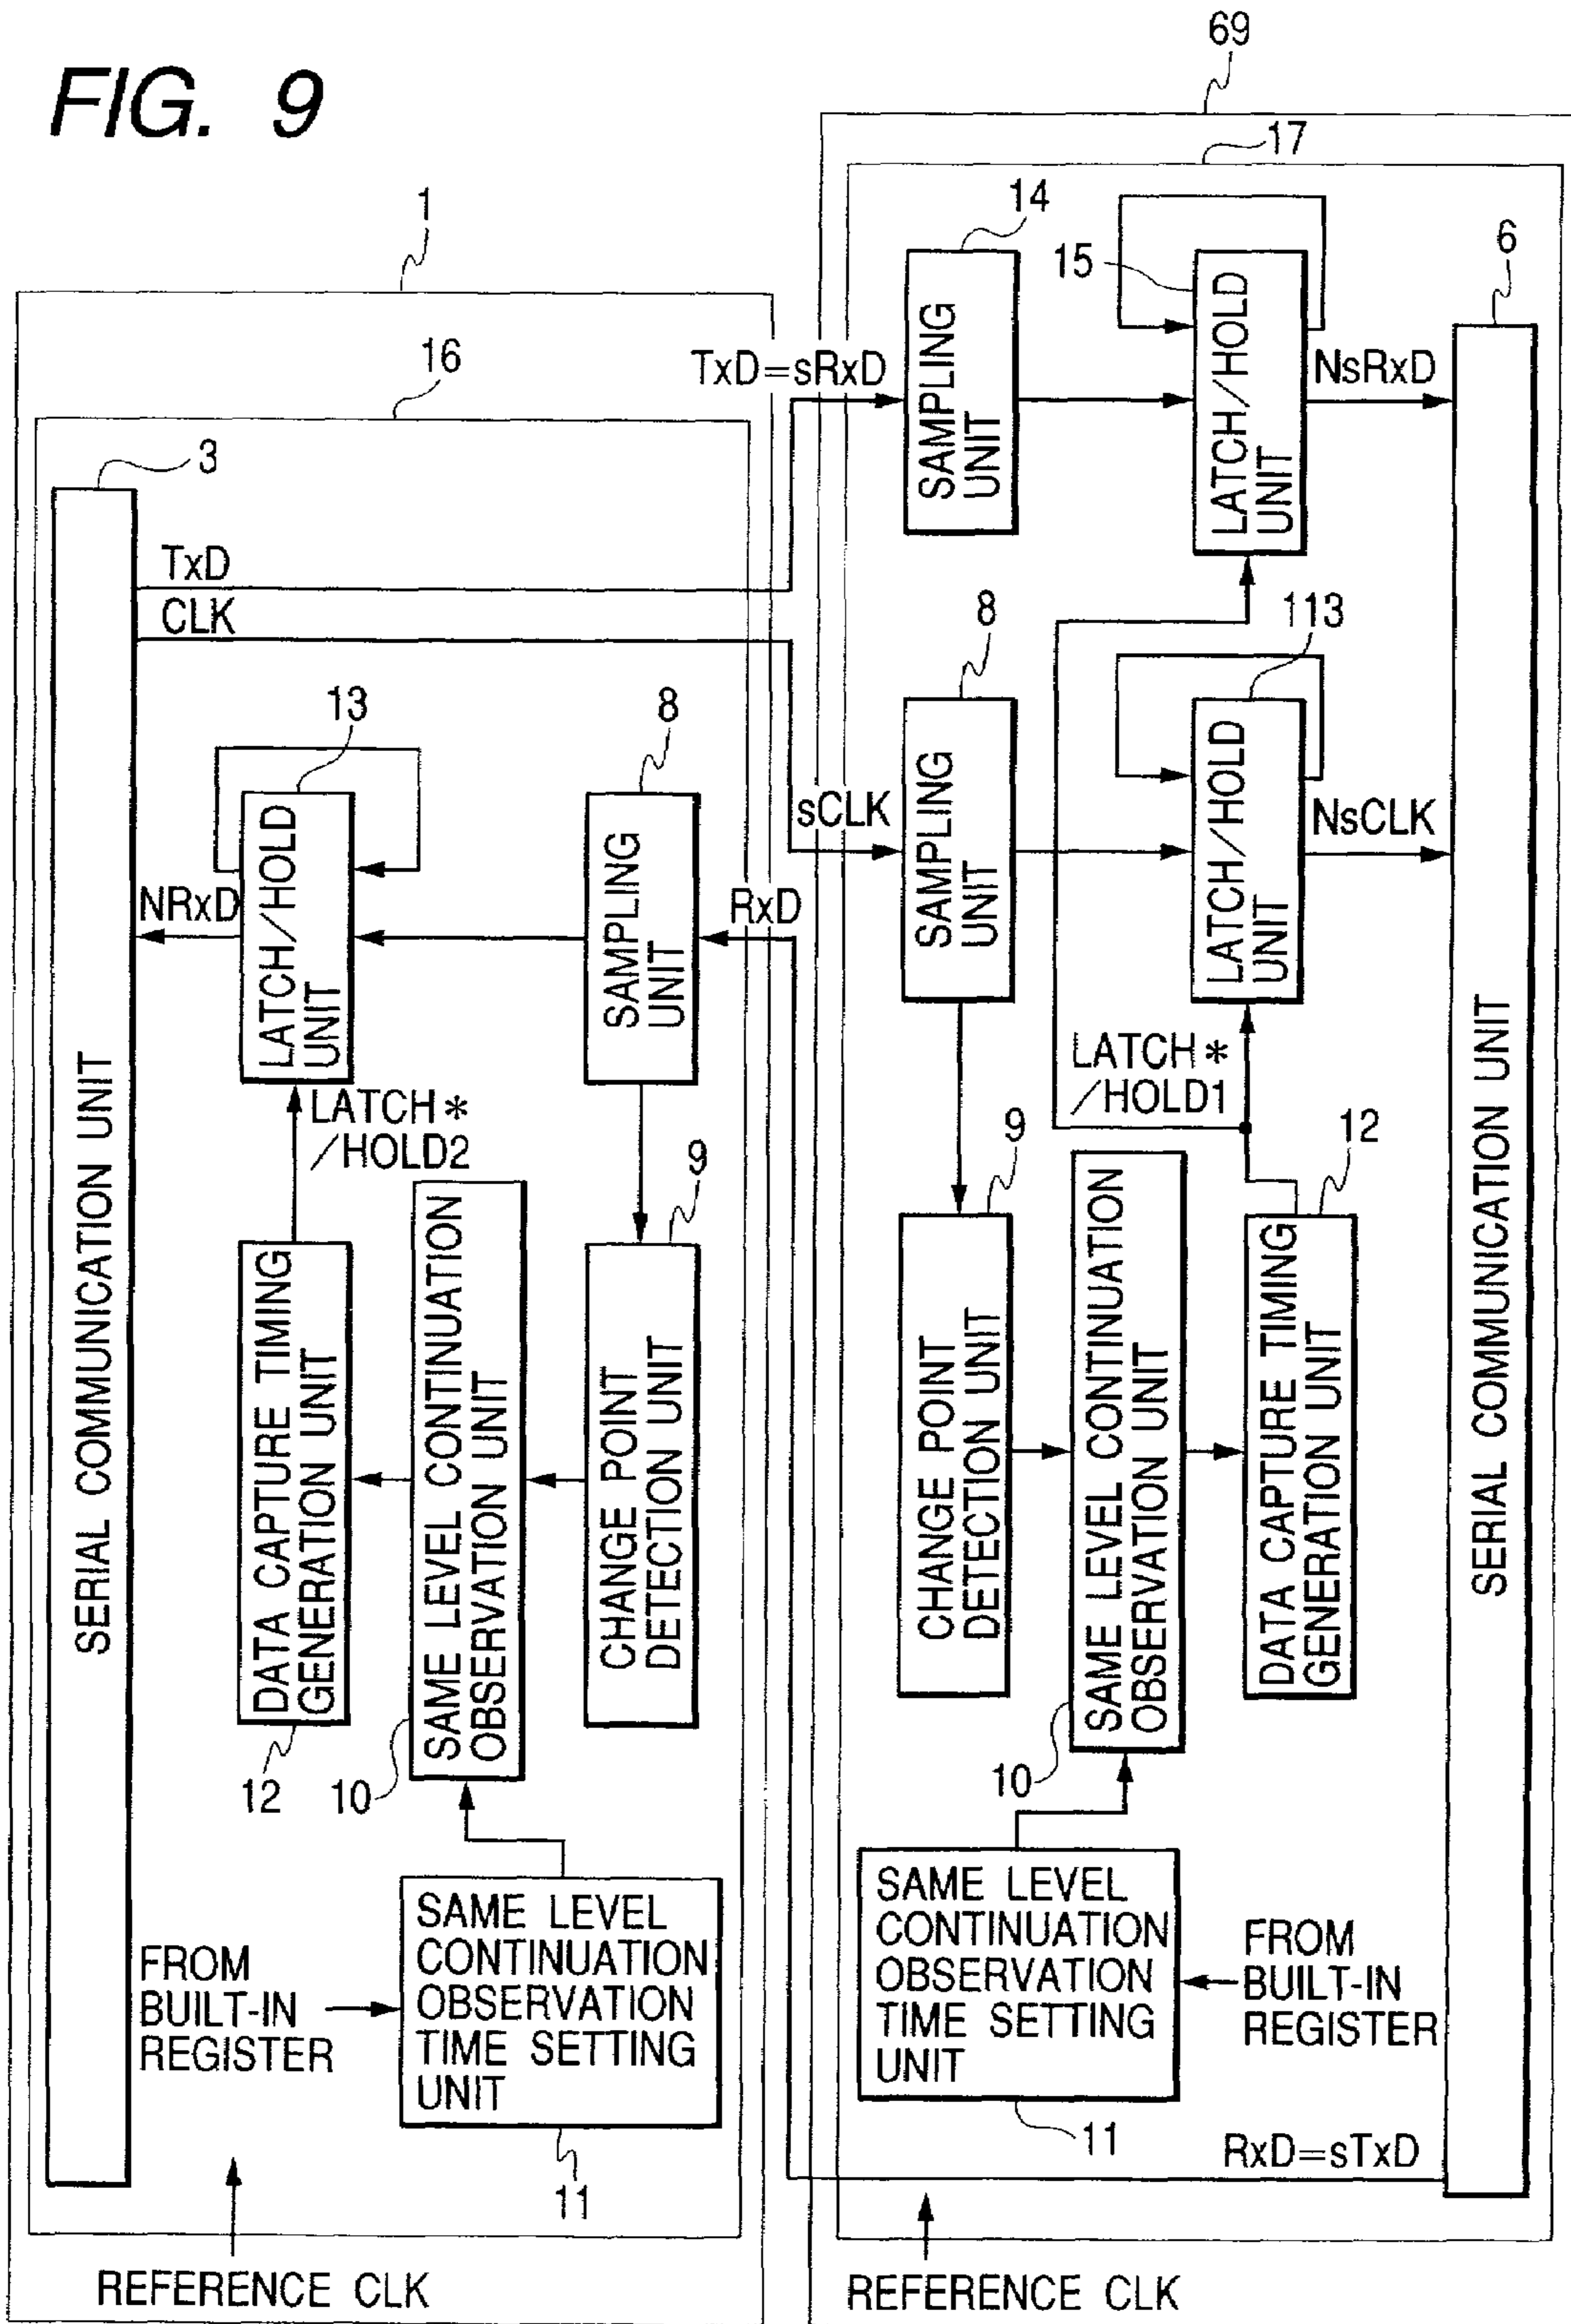 FIG. 9
1
16
3
TxD
CLK
13
8
NRxD
LATCH/HOLD
UNIT
SAMPLING
UNIT
RxD
LATCH*
/HOLD2
9
SERIAL COMMUNICATION UNIT
DATA CAPTURE TIMING
GENERATION UNIT
SAME LEVEL CONTINUATION
OBSERVATION UNIT
CHANGE POINT
DETECTION UNIT
12
10
SAME LEVEL
CONTINUATION
OBSERVATION
TIME SETTING
UNIT
FROM
BUILT-IN
REGISTER
11
REFERENCE CLK
69
17
14
15
6
TxD=sRxD
SAMPLING
UNIT
LATCH/HOLD
UNIT
NsRxD
8
113
sCLK
SAMPLING
UNIT
LATCH/HOLD
UNIT
NsCLK
LATCH*
/HOLD1
9
12
CHANGE POINT
DETECTION UNIT
SAME LEVEL CONTINUATION
OBSERVATION UNIT
DATA CAPTURE TIMING
GENERATION UNIT
SERIAL COMMUNICATION UNIT
10
SAME LEVEL
CONTINUATION
OBSERVATION
TIME SETTING
UNIT
FROM
BUILT-IN
REGISTER
11
RxD=sTxD
REFERENCE CLK